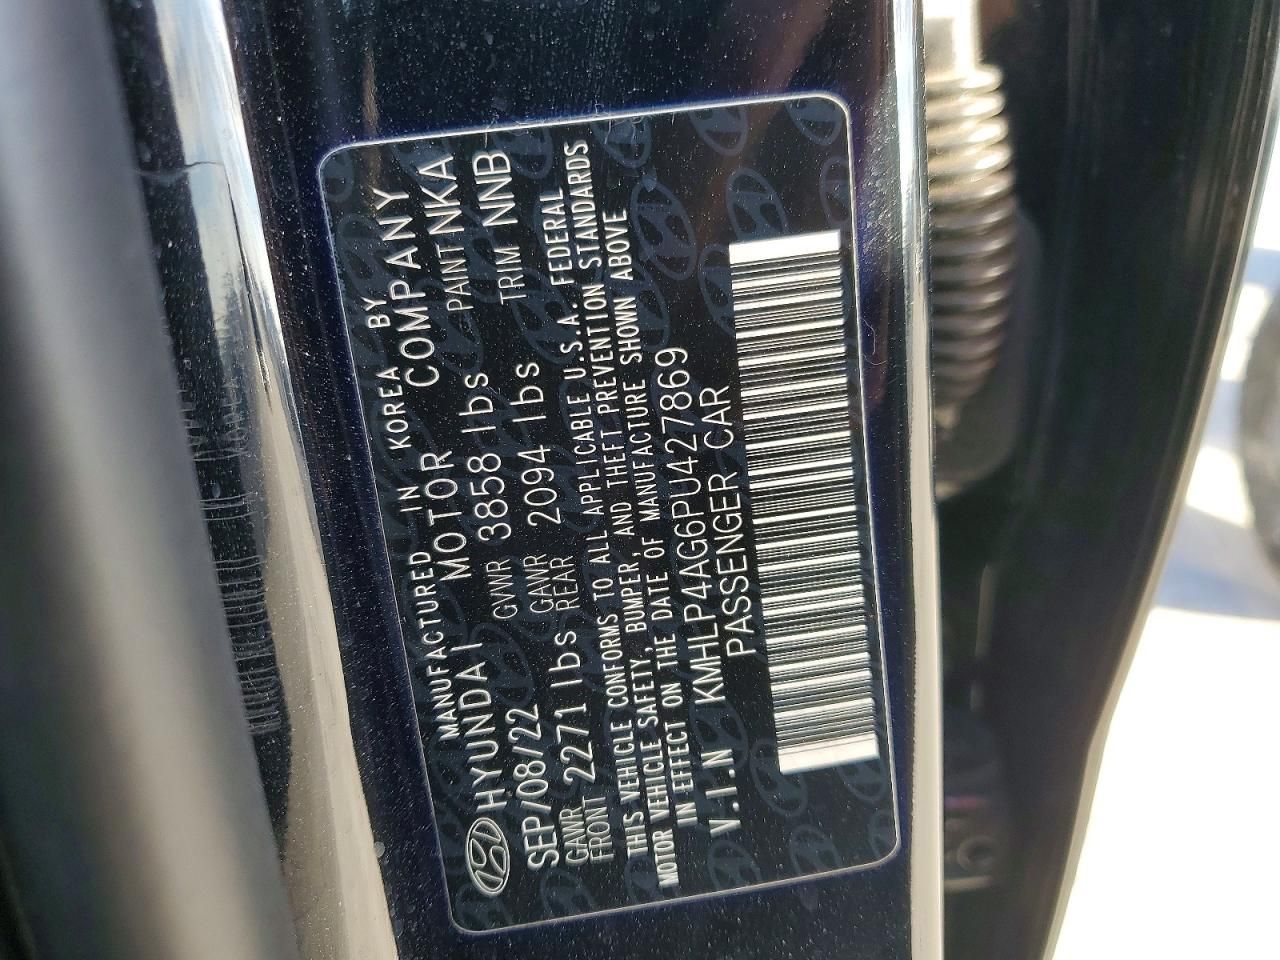 MANUFACTURED IN KOREA BY
HYUNDAI MOTOR COMPANY
SEP/08/22 GVWR 3858 lbs PAINT NKA
GAWR FRONT 2271 lbs GAWR REAR 2094 lbs TRIM NNB
THIS VEHICLE CONFORMS TO ALL APPLICABLE U.S.A. FEDERAL
MOTOR VEHICLE SAFETY, BUMPER, AND THEFT PREVENTION STANDARDS
IN EFFECT ON THE DATE OF MANUFACTURE SHOWN ABOVE
V.I.N KMHLP4AG6PU427869
PASSENGER CAR